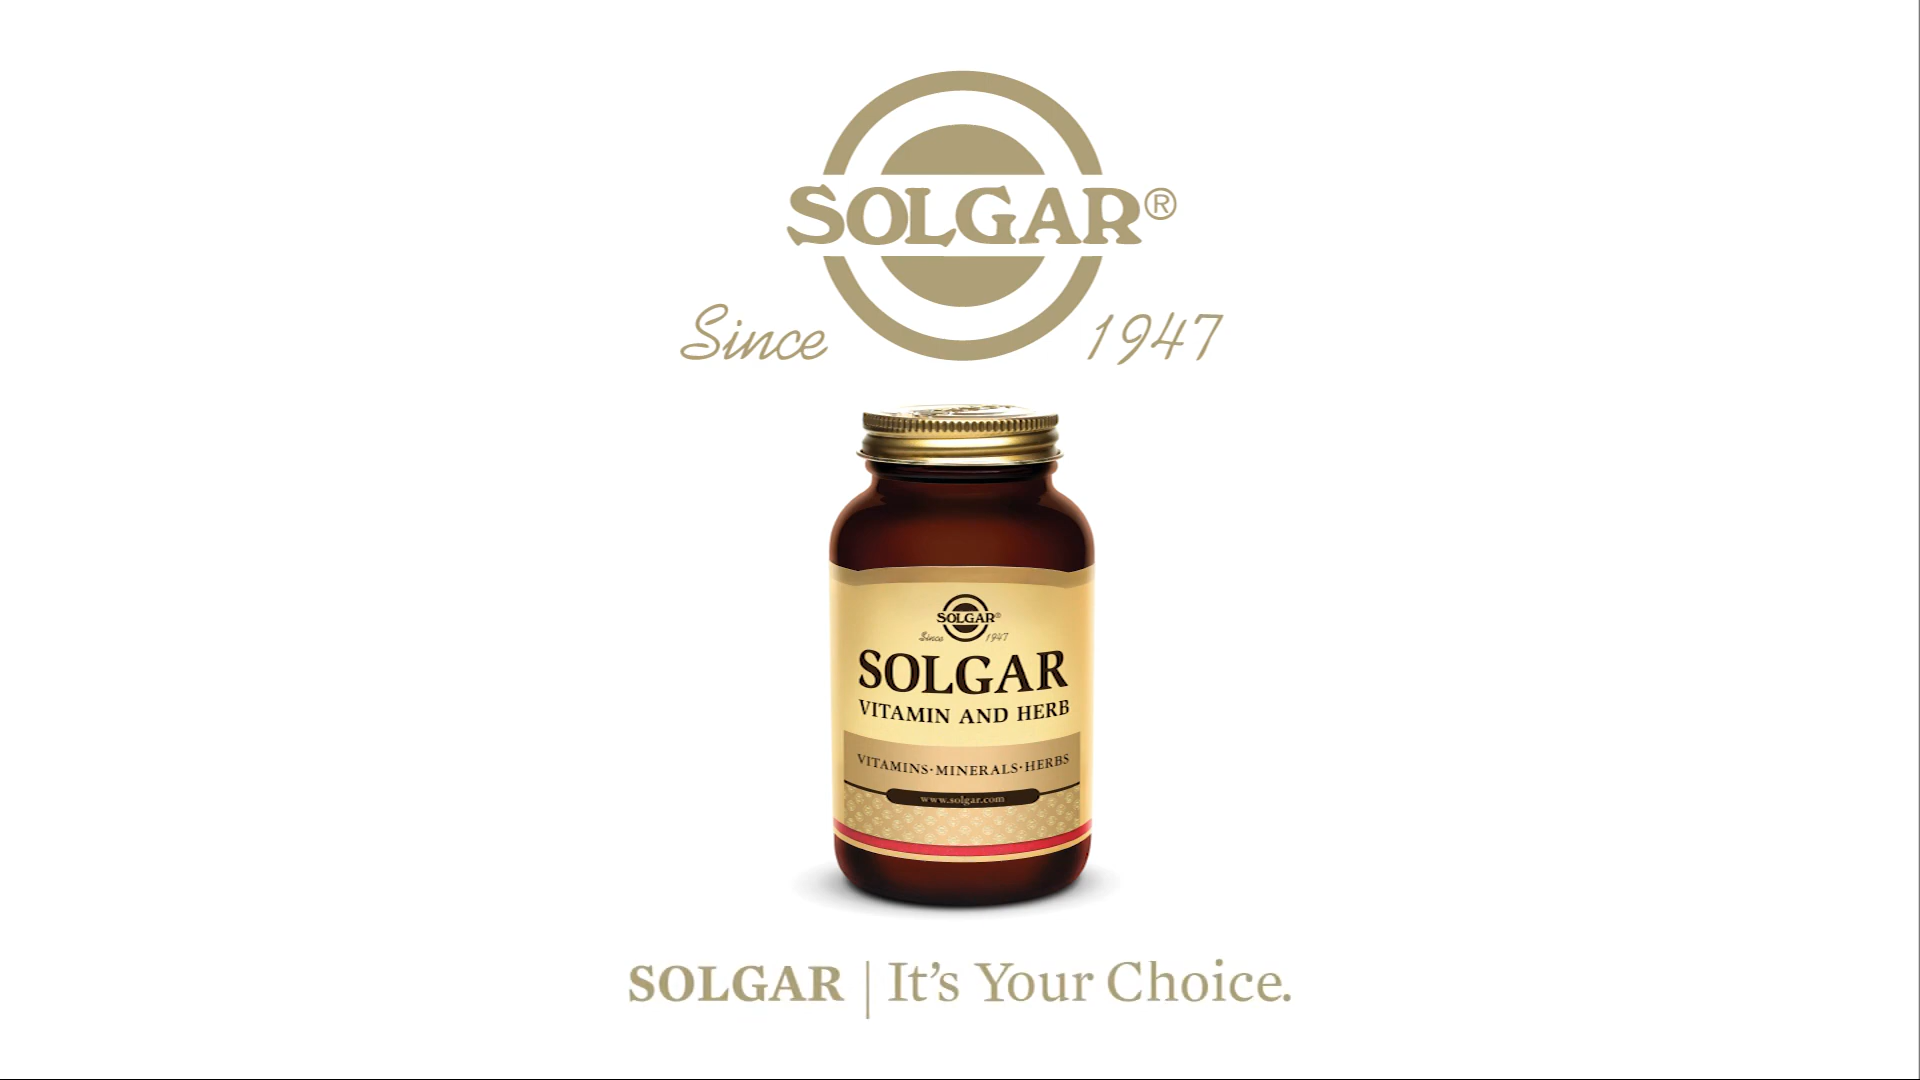 SOLGAR®
Since 1947
SOLGAR®
Since 1947
SOLGAR
VITAMIN AND HERB
VITAMINS·MINERALS·HERBS
www.solgar.com
SOLGAR | It's Your Choice.